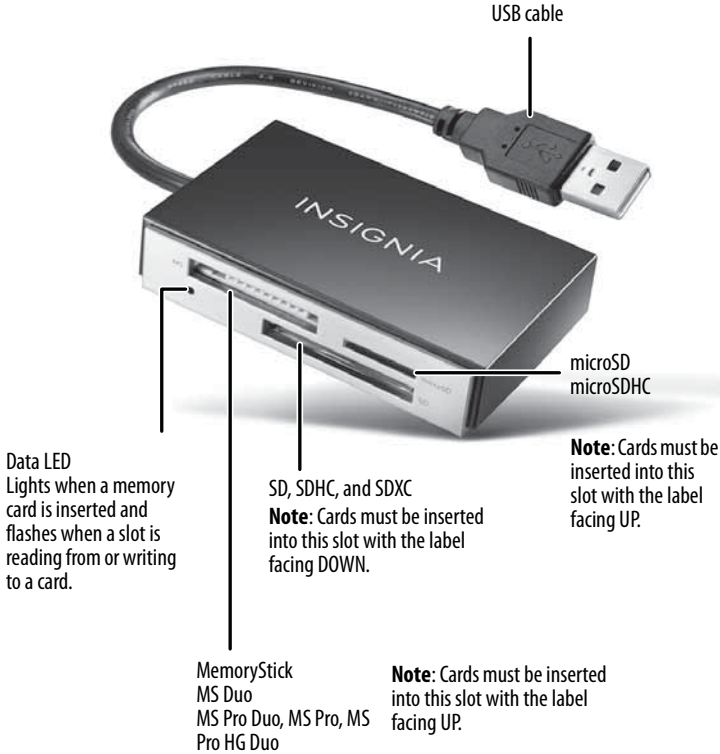 USB cable
INSIGNIA
MS
microSD
SD
microSD
microSDHC
Note: Cards must be
inserted into this
slot with the label
facing UP.
Data LED
Lights when a memory
card is inserted and
flashes when a slot is
reading from or writing
to a card.
SD, SDHC, and SDXC
Note: Cards must be inserted
into this slot with the label
facing DOWN.
MemoryStick
MS Duo
MS Pro Duo, MS Pro, MS
Pro HG Duo
Note: Cards must be inserted
into this slot with the label
facing UP.